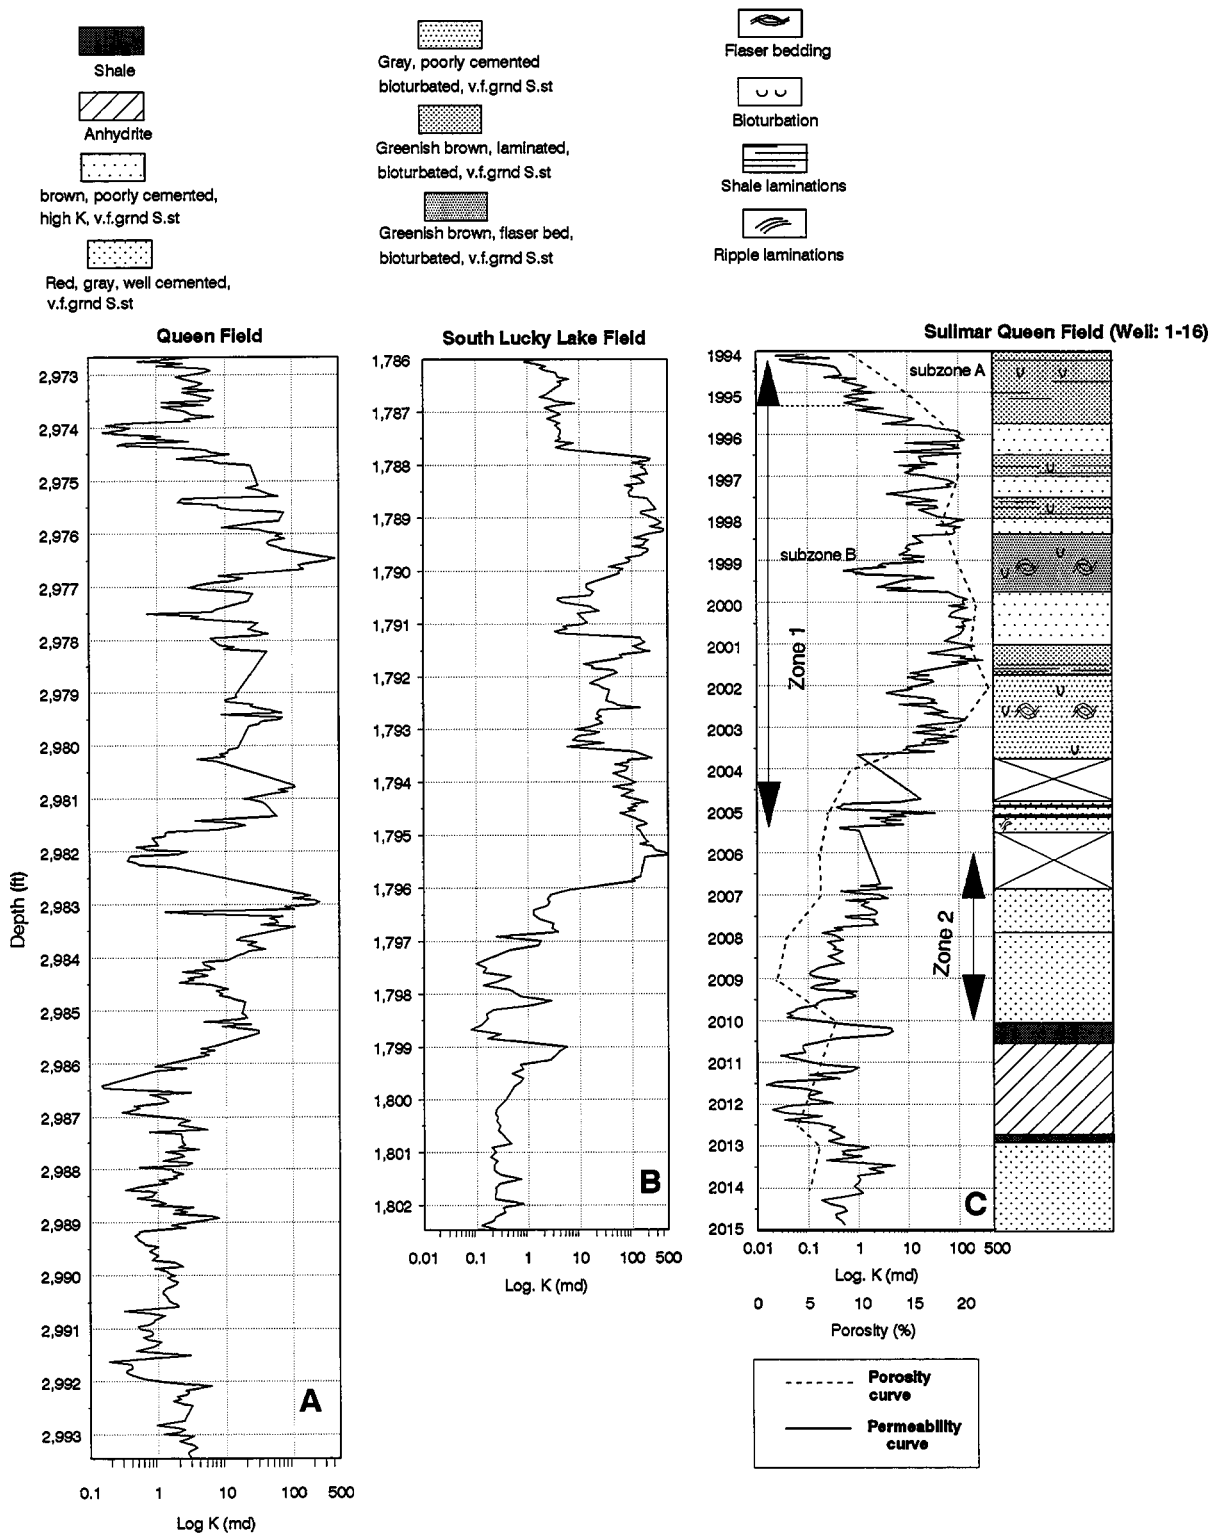 Shale
Anhydrite
brown, poorly cemented,
high K, v.f.grnd S.st
Red, gray, well cemented,
v.f.grnd S.st
Gray, poorly cemented
bioturbated, v.f.grnd S.st
Greenish brown, laminated,
bioturbated, v.f.grnd S.st
Greenish brown, flaser bed,
bioturbated, v.f.grnd S.st
Flaser bedding
Bioturbation
Shale laminations
Ripple laminations
Queen Field
Depth (ft)
2,973
2,974
2,975
2,976
2,977
2,978
2,979
2,980
2,981
2,982
2,983
2,984
2,985
2,986
2,987
2,988
2,989
2,990
2,991
2,992
2,993
A
0.1 1 10 100 500
Log K (md)
South Lucky Lake Field
1,786
1,787
1,788
1,789
1,790
1,791
1,792
1,793
1,794
1,795
1,796
1,797
1,798
1,799
1,800
1,801
1,802
B
0.01 0.1 1 10 100 500
Log. K (md)
Sulimar Queen Field (Well: 1-16)
1994
1995
1996
1997
1998
1999
2000
2001
2002
2003
2004
2005
2006
2007
2008
2009
2010
2011
2012
2013
2014
2015
subzone A
subzone B
Zone 1
Zone 2
C
0.01 0.1 1 10 100 500
Log. K (md)
0 5 10 15 20
Porosity (%)
Porosity
curve
Permeability
curve